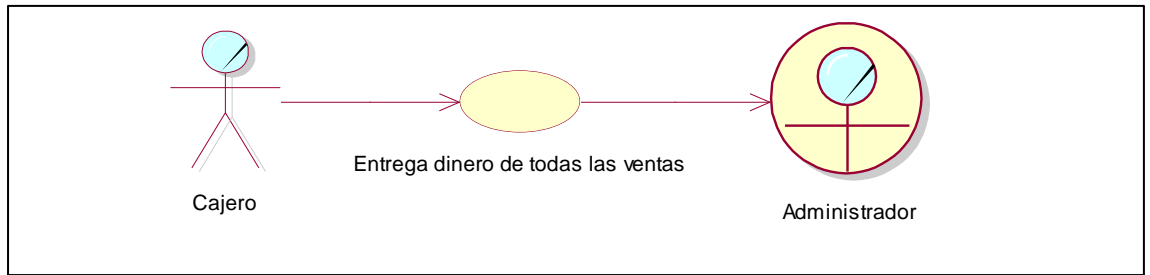 Entrega dinero de todas las ventas
Cajero
Administrador